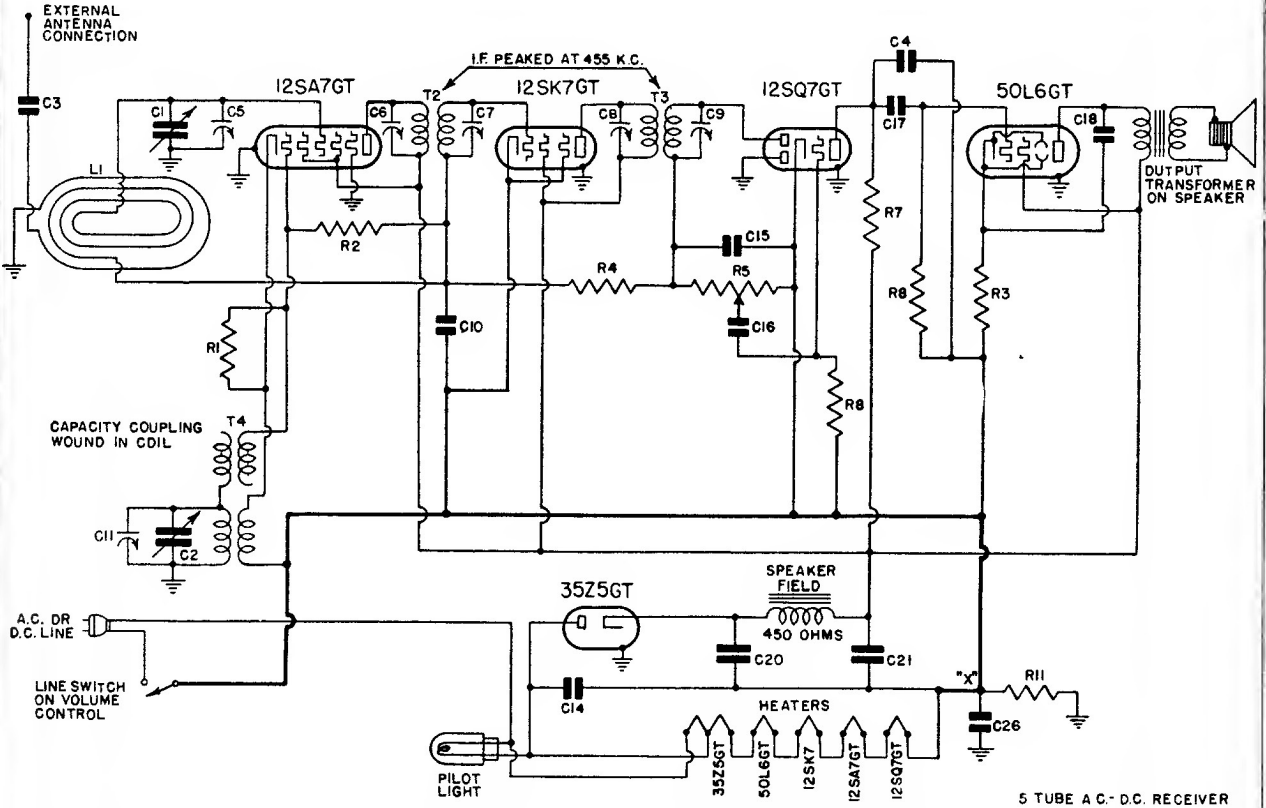 EXTERNAL
ANTENNA
CONNECTION
C3
L1
C1
C5
12SA7GT
C6
T2
I.F. PEAKED AT 455 K.C.
C7
12SK7GT
C8
T3
C9
12SQ7GT
C4
C17
50L6GT
C18
OUTPUT
TRANSFORMER
ON SPEAKER
R2
R4
C15
R5
C16
R7
R8
R3
C10
R1
R8
CAPACITY COUPLING
WOUND IN COIL
T4
C11
C2
A.C. OR
D.C. LINE
LINE SWITCH
ON VOLUME
CONTROL
35Z5GT
SPEAKER
FIELD
450 OHMS
C20
C21
C14
"X"
R11
C26
HEATERS
PILOT
LIGHT
35Z5GT
50L6GT
12SK7
12SA7GT
12SQ7GT
5 TUBE A.C.- D.C. RECEIVER